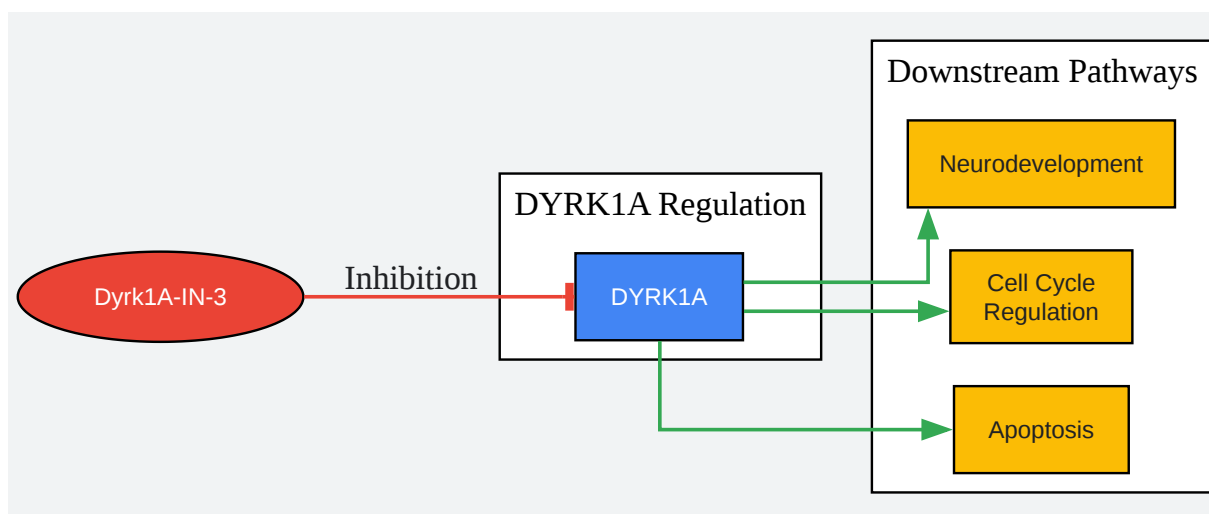 Downstream Pathways
Neurodevelopment
DYRK1A Regulation
Inhibition
Dyrk1A-IN-3
DYRK1A
Cell Cycle
Regulation
Apoptosis